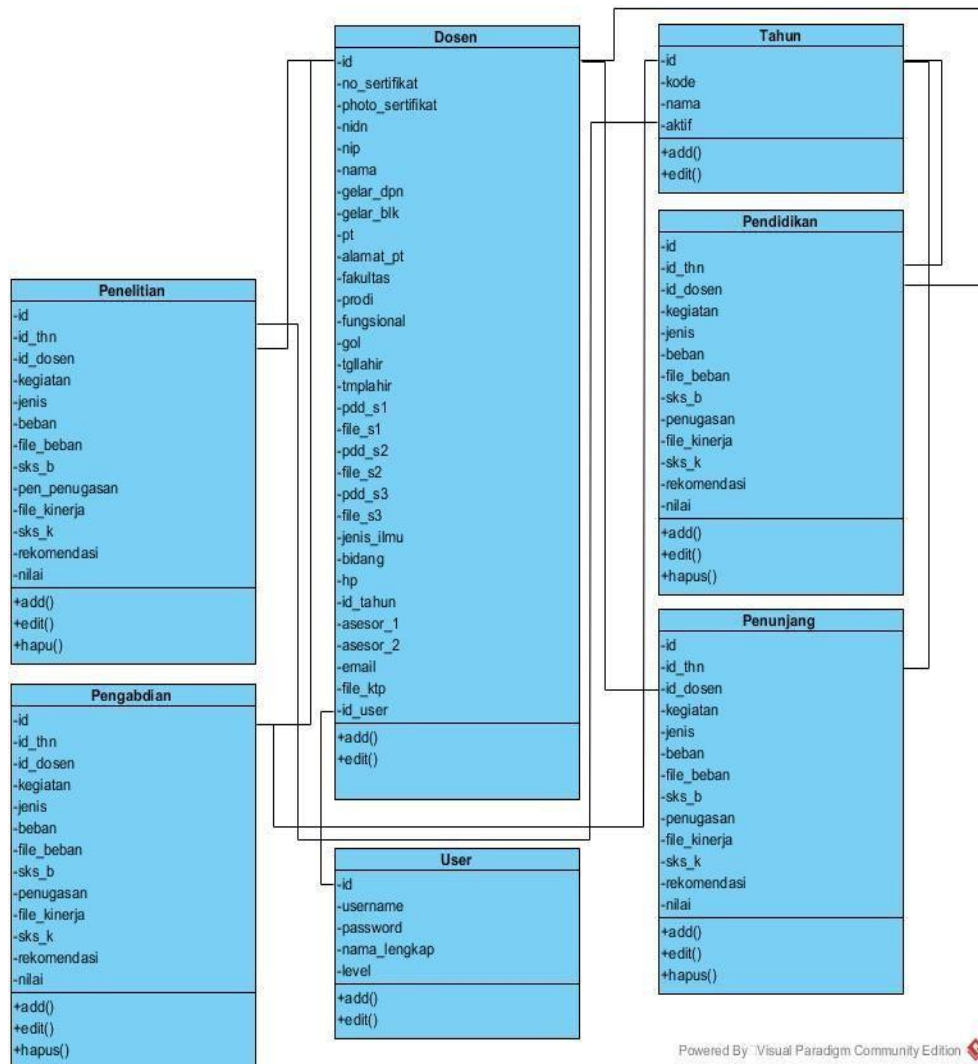 Dosen
-id
-no_sertifikat
-photo_sertifikat
-nidn
-nip
-nama
-gelar_dpn
-gelar_blk
-pt
-alamat_pt
-fakultas
-prodi
-fungsional
-gol
-tgllahir
-tmplahir
-pdd_s1
-file_s1
-pdd_s2
-file_s2
-pdd_s3
-file_s3
-jenis_ilmu
-bidang
-hp
-id_tahun
-asesor_1
-asesor_2
-email
-file_ktp
-id_user
+add()
+edit()
Tahun
-id
-kode
-nama
-aktif
+add()
+edit()
Pendidikan
-id
-id_thn
-id_dosen
-kegiatan
-jenis
-beban
-file_beban
-sks_b
-penugasan
-file_kinerja
-sks_k
-rekomendasi
-nilai
+add()
+edit()
+hapus()
Penelitian
-id
-id_thn
-id_dosen
-kegiatan
-jenis
-beban
-file_beban
-sks_b
-pen_penugasan
-file_kinerja
-sks_k
-rekomendasi
-nilai
+add()
+edit()
+hapu()
Penunjang
-id
-id_thn
-id_dosen
-kegiatan
-jenis
-beban
-file_beban
-sks_b
-penugasan
-file_kinerja
-sks_k
-rekomendasi
-nilai
+add()
+edit()
+hapus()
Pengabdian
-id
-id_thn
-id_dosen
-kegiatan
-jenis
-beban
-file_beban
-sks_b
-penugasan
-file_kinerja
-sks_k
-rekomendasi
-nilai
+add()
+edit()
+hapus()
User
-id
-username
-password
-nama_lengkap
-level
+add()
+edit()
Powered By Visual Paradigm Community Edition